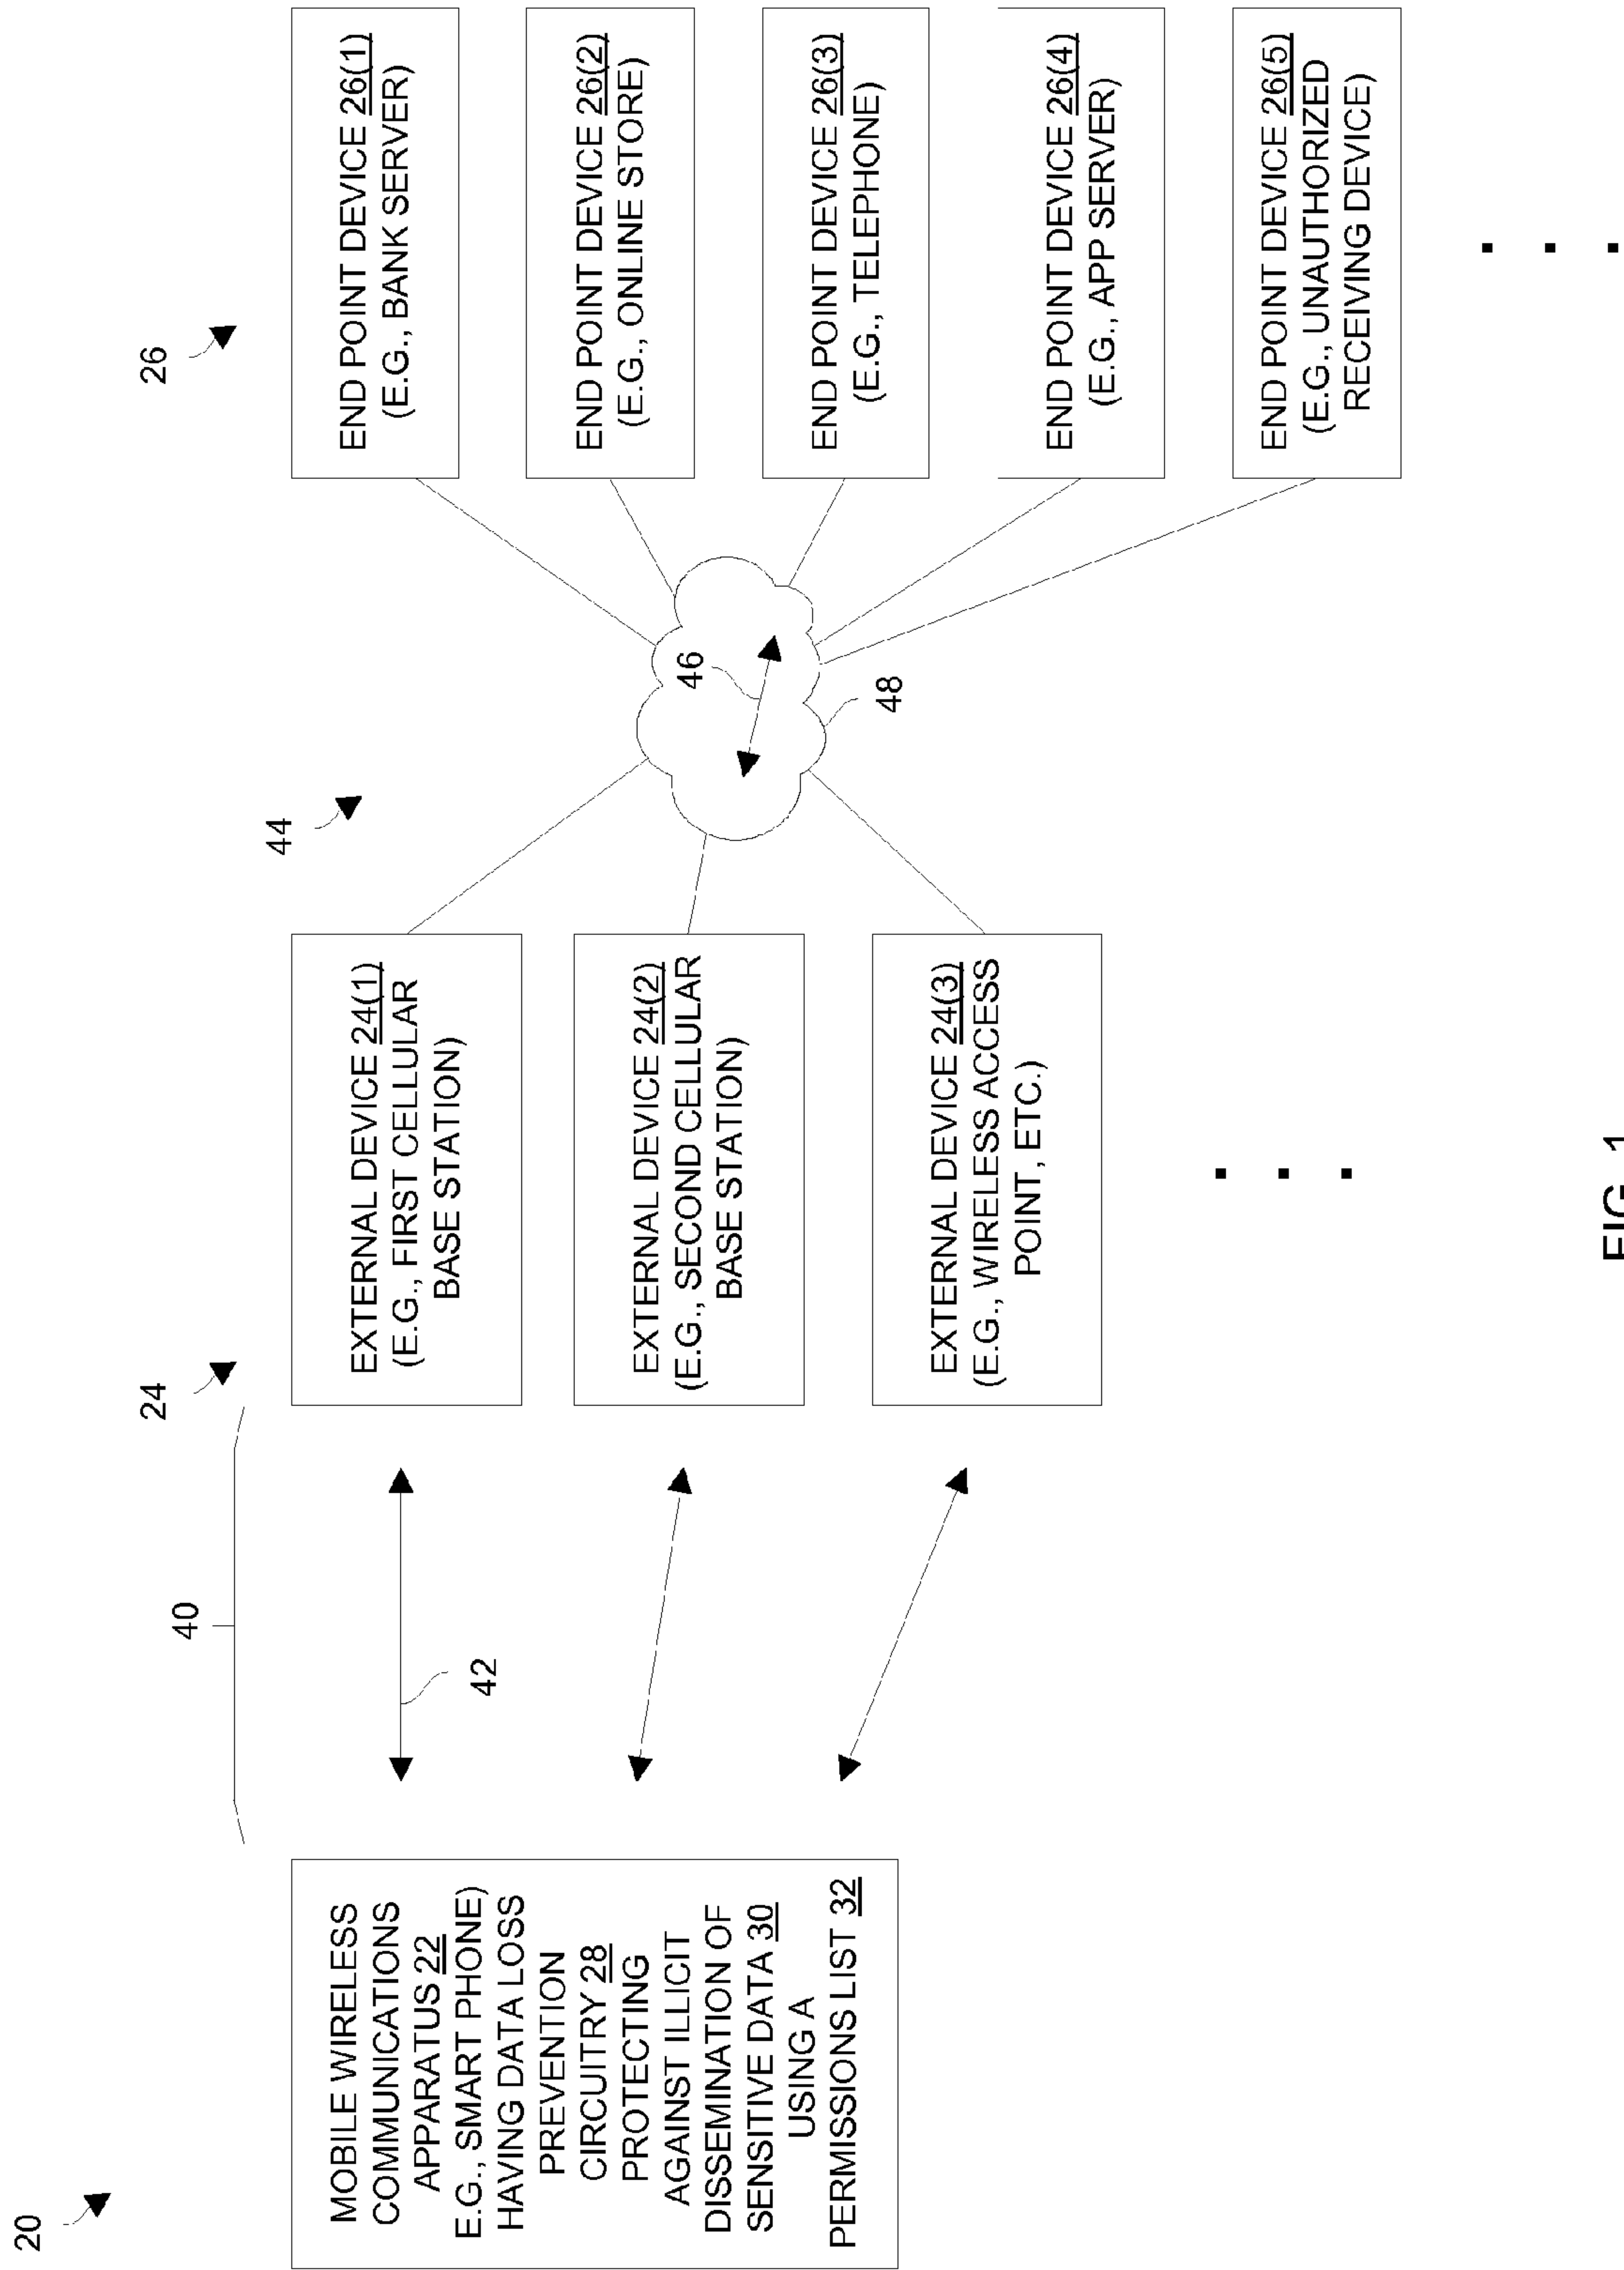 20
40
24
44
26
MOBILE WIRELESS
COMMUNICATIONS
APPARATUS 22
E.G., SMART PHONE)
HAVING DATA LOSS
PREVENTION
CIRCUITRY 28
PROTECTING
AGAINST ILLICIT
DISSEMINATION OF
SENSITIVE DATA 30
USING A
PERMISSIONS LIST 32
42
EXTERNAL DEVICE 24(1)
(E.G., FIRST CELLULAR
BASE STATION)
EXTERNAL DEVICE 24(2)
(E.G., SECOND CELLULAR
BASE STATION)
EXTERNAL DEVICE 24(3)
(E.G., WIRELESS ACCESS
POINT, ETC.)
46
48
END POINT DEVICE 26(1)
(E.G., BANK SERVER)
END POINT DEVICE 26(2)
(E.G., ONLINE STORE)
END POINT DEVICE 26(3)
(E.G., TELEPHONE)
END POINT DEVICE 26(4)
(E.G., APP SERVER)
END POINT DEVICE 26(5)
(E.G., UNAUTHORIZED
RECEIVING DEVICE)
FIG. 1